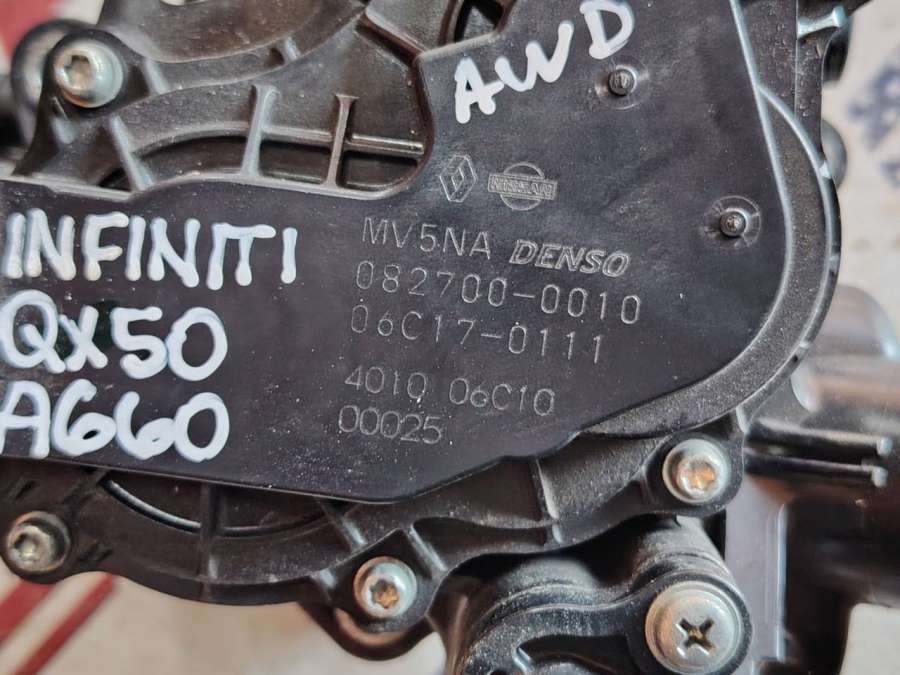 AWD
NISSAN
MV5NA DENSO
082700-0010
06C17-0111
4010 06C10
00025
INFINITI
QX50
A660